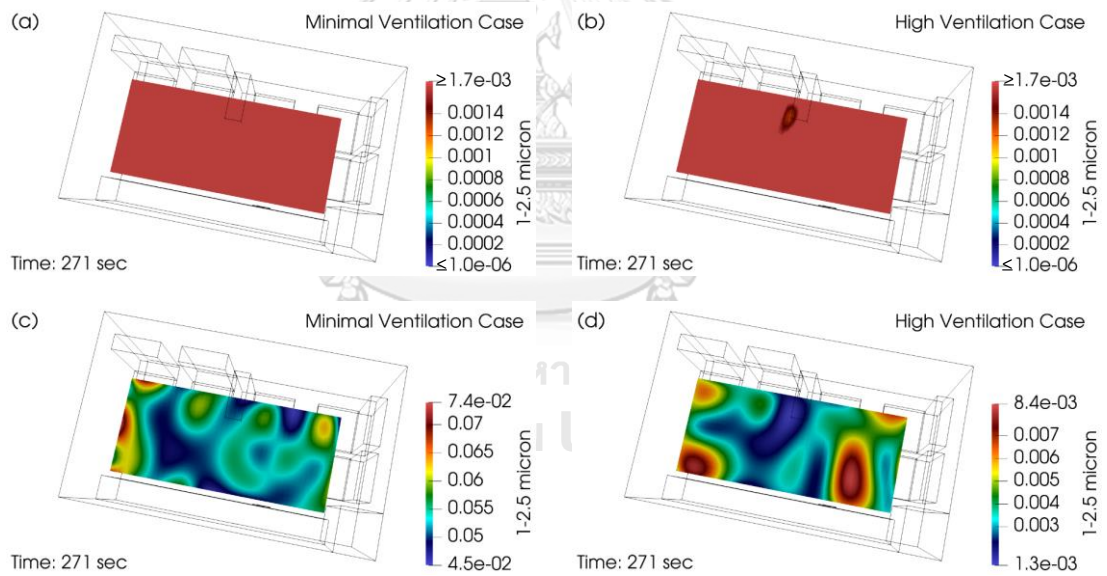 (a) Minimal Ventilation Case
≥1.7e-03
0.0014
0.0012
0.001
0.0008
0.0006
0.0004
0.0002
≤1.0e-06
1-2.5 micron
Time: 271 sec
(b) High Ventilation Case
≥1.7e-03
0.0014
0.0012
0.001
0.0008
0.0006
0.0004
0.0002
≤1.0e-06
1-2.5 micron
Time: 271 sec
(c) Minimal Ventilation Case
7.4e-02
0.07
0.065
0.06
0.055
0.05
4.5e-02
1-2.5 micron
Time: 271 sec
(d) High Ventilation Case
8.4e-03
0.007
0.006
0.005
0.004
0.003
1.3e-03
1-2.5 micron
Time: 271 sec